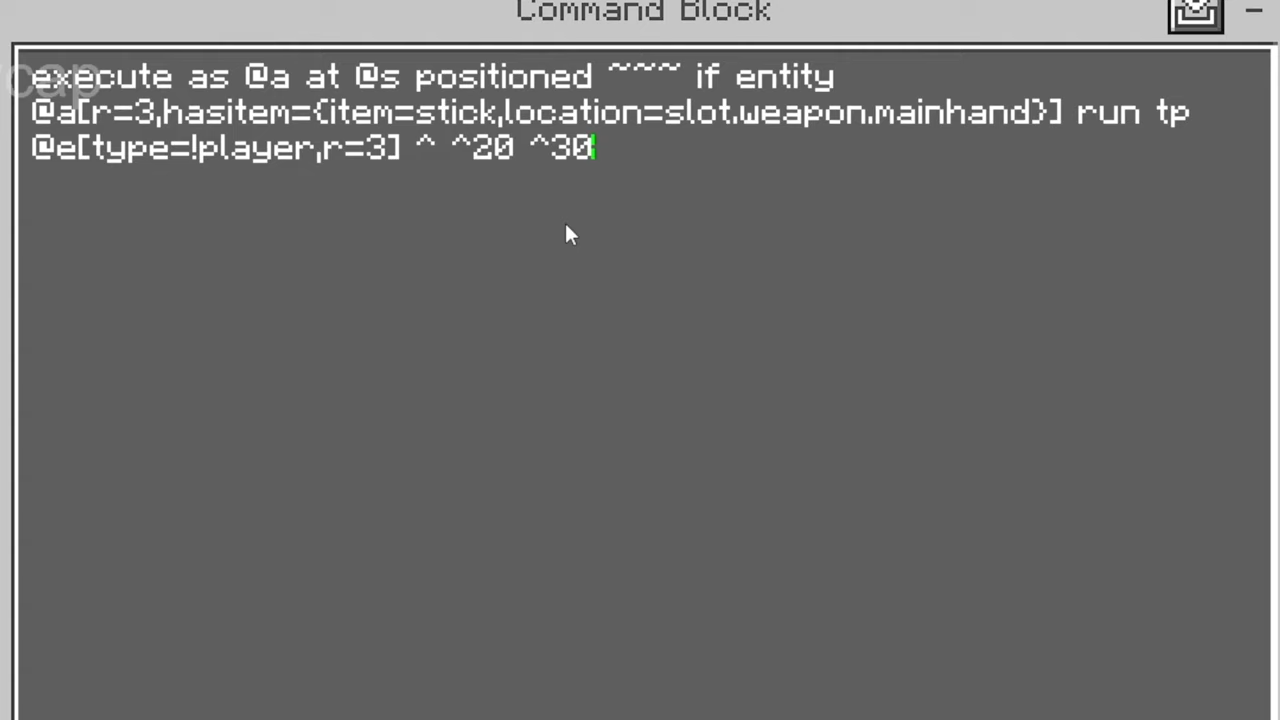 Command Block
execute as @a at @s positioned ~~~ if entity
@a[r=3,hasitem={item=stick,location=slot.weapon.mainhand}] run tp
@e[type=!player,r=3] ^ ^20 ^30